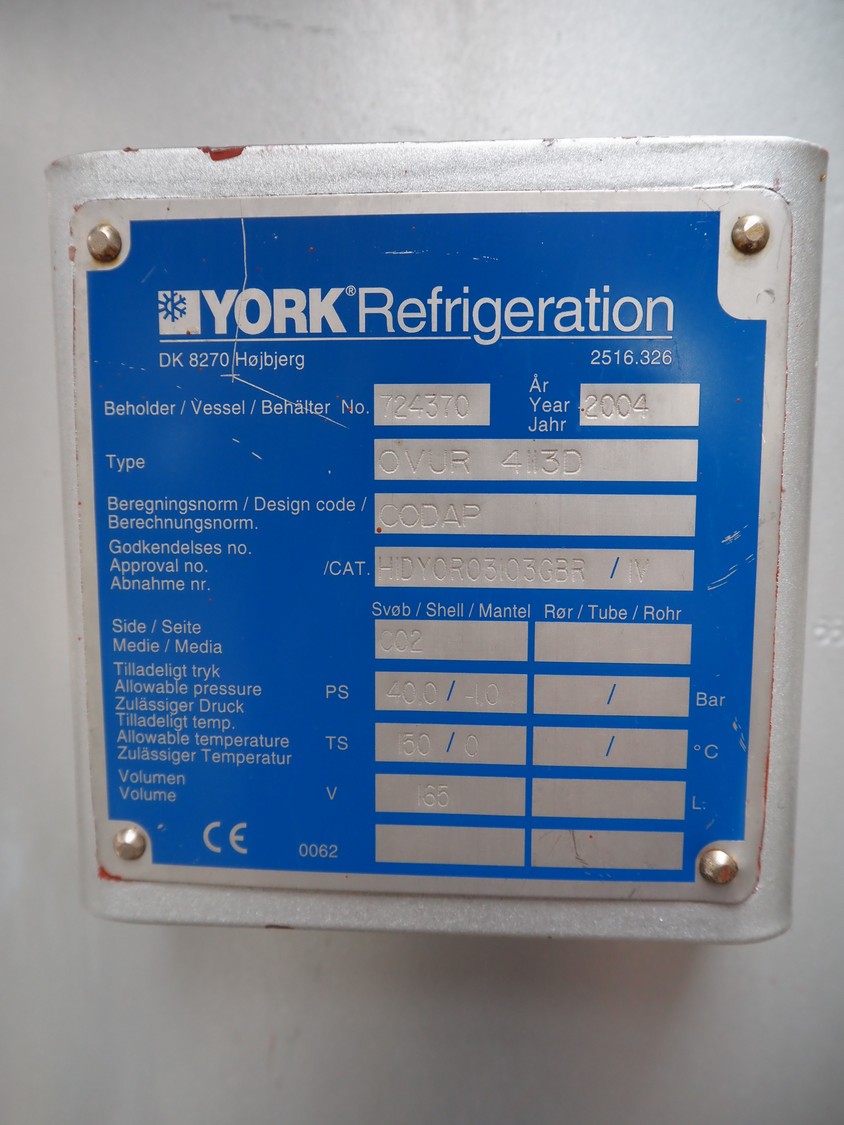 YORK® Refrigeration
DK 8270 Højbjerg 2516.326
Beholder / Vessel / Behälter No. 724370 År Year Jahr 2004
Type OVUR 4113D
Beregningsnorm / Design code /
Berechnungsnorm. CODAP
Godkendelses no.
Approval no. /CAT. H1DYOR03103GBR / IV
Abnahme nr.
Svøb / Shell / Mantel Rør / Tube / Rohr
Side / Seite
Medie / Media CO2
Tilladeligt tryk
Allowable pressure PS 40.0 / -1.0 / Bar
Zulässiger Druck
Tilladeligt temp.
Allowable temperature TS 150 / 0 / °C
Zulässiger Temperatur
Volumen
Volume V 165 L.
CE 0062